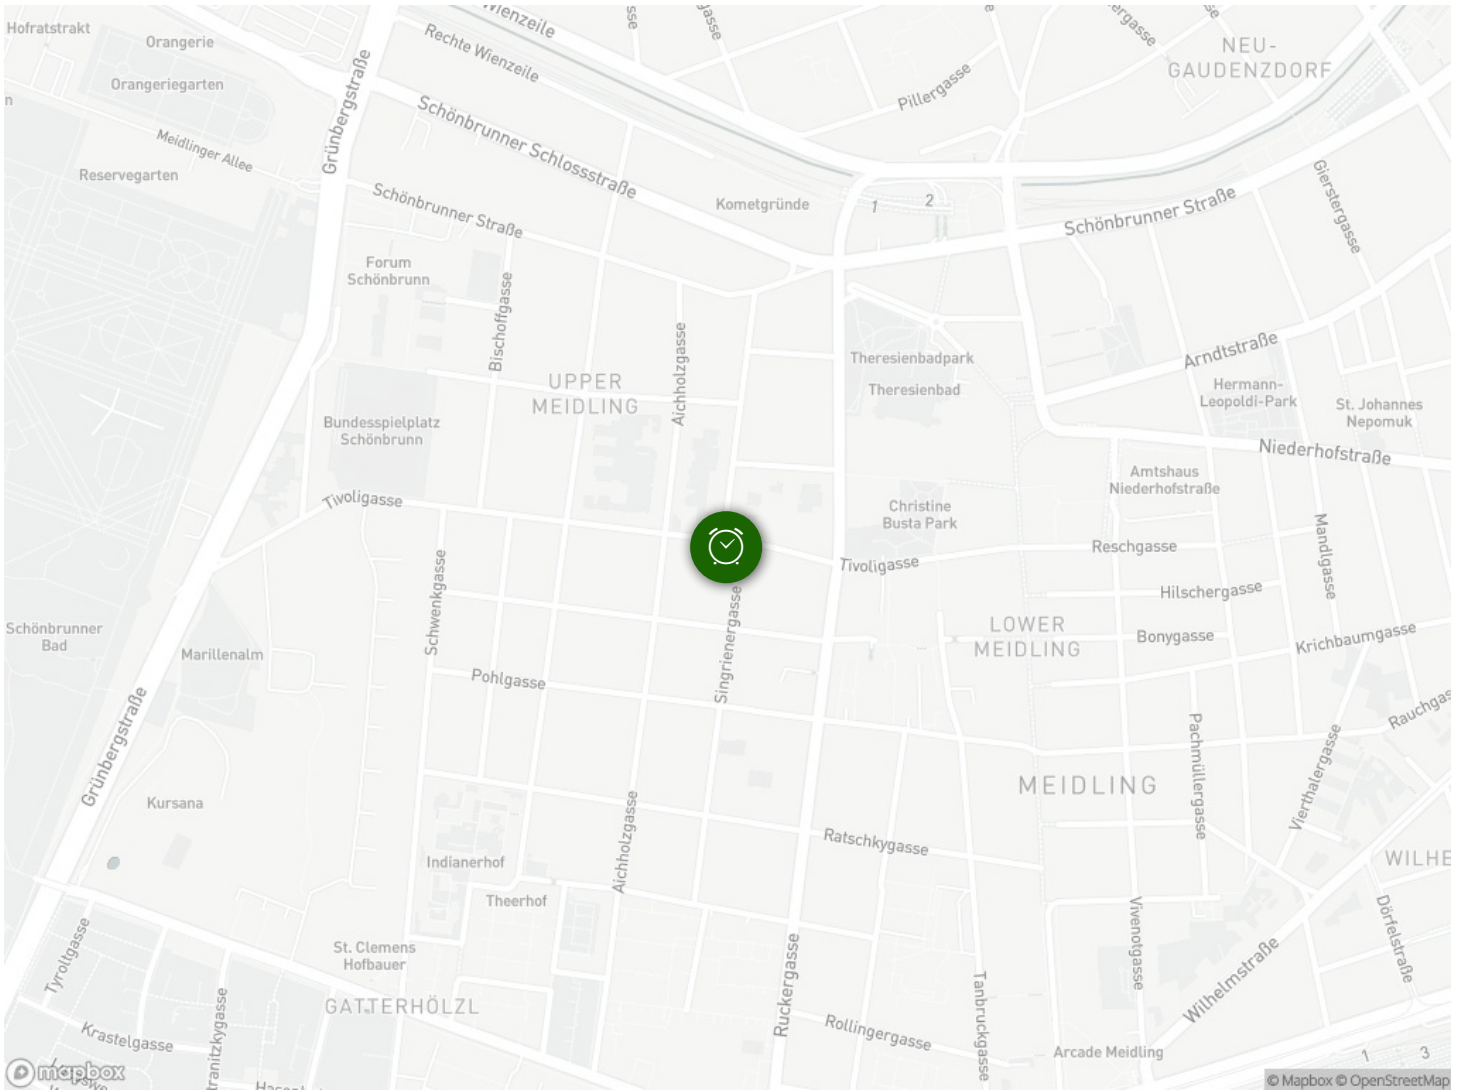 Hofratstrakt
Orangerie
Orangeriegarten
Meidlinger Allee
Reservegarten
Grünbergstraße
Wienzeile
Rechte Wienzeile
Schönbrunner Schlossstraße
Schönbrunner Straße
Pillergasse
NEU-
GAUDENZDORF
Kometgründe
1
2
Schönbrunner Straße
Gierstergasse
Forum
Schönbrunn
Bischoffgasse
Aichholzgasse
UPPER
MEIDLING
Theresienbadpark
Theresienbad
Arndtstraße
Hermann-
Leopoldi-Park
St. Johannes
Nepomuk
Bundesspielplatz
Schönbrunn
Niederhofstraße
Amtshaus
Niederhofstraße
Tivoligasse
Christine
Busta Park
Mandlgasse
Tivoligasse
Reschgasse
Schwenkgasse
Hilschergasse
Singrienergasse
Schönbrunner
Bad
Marillenalm
LOWER
MEIDLING
Bonygasse
Krichbaumgasse
Pohlgasse
Grünbergstraße
Rauchgas
Pachmüllergasse
Vierthalergasse
MEIDLING
Kursana
Aichholzgasse
Ratschkygasse
Indianerhof
WILHE
Theerhof
Tyroltgasse
St. Clemens
Hofbauer
Vivenotgasse
Dörfelstraße
Ruckergasse
Wilhelmstraße
GATTERHÖLZL
Tanbruckgasse
Krastelgasse
tranitzkygasse
Rollingergasse
Arcade Meidling
1
3
mapbox
© Mapbox © OpenStreetMap